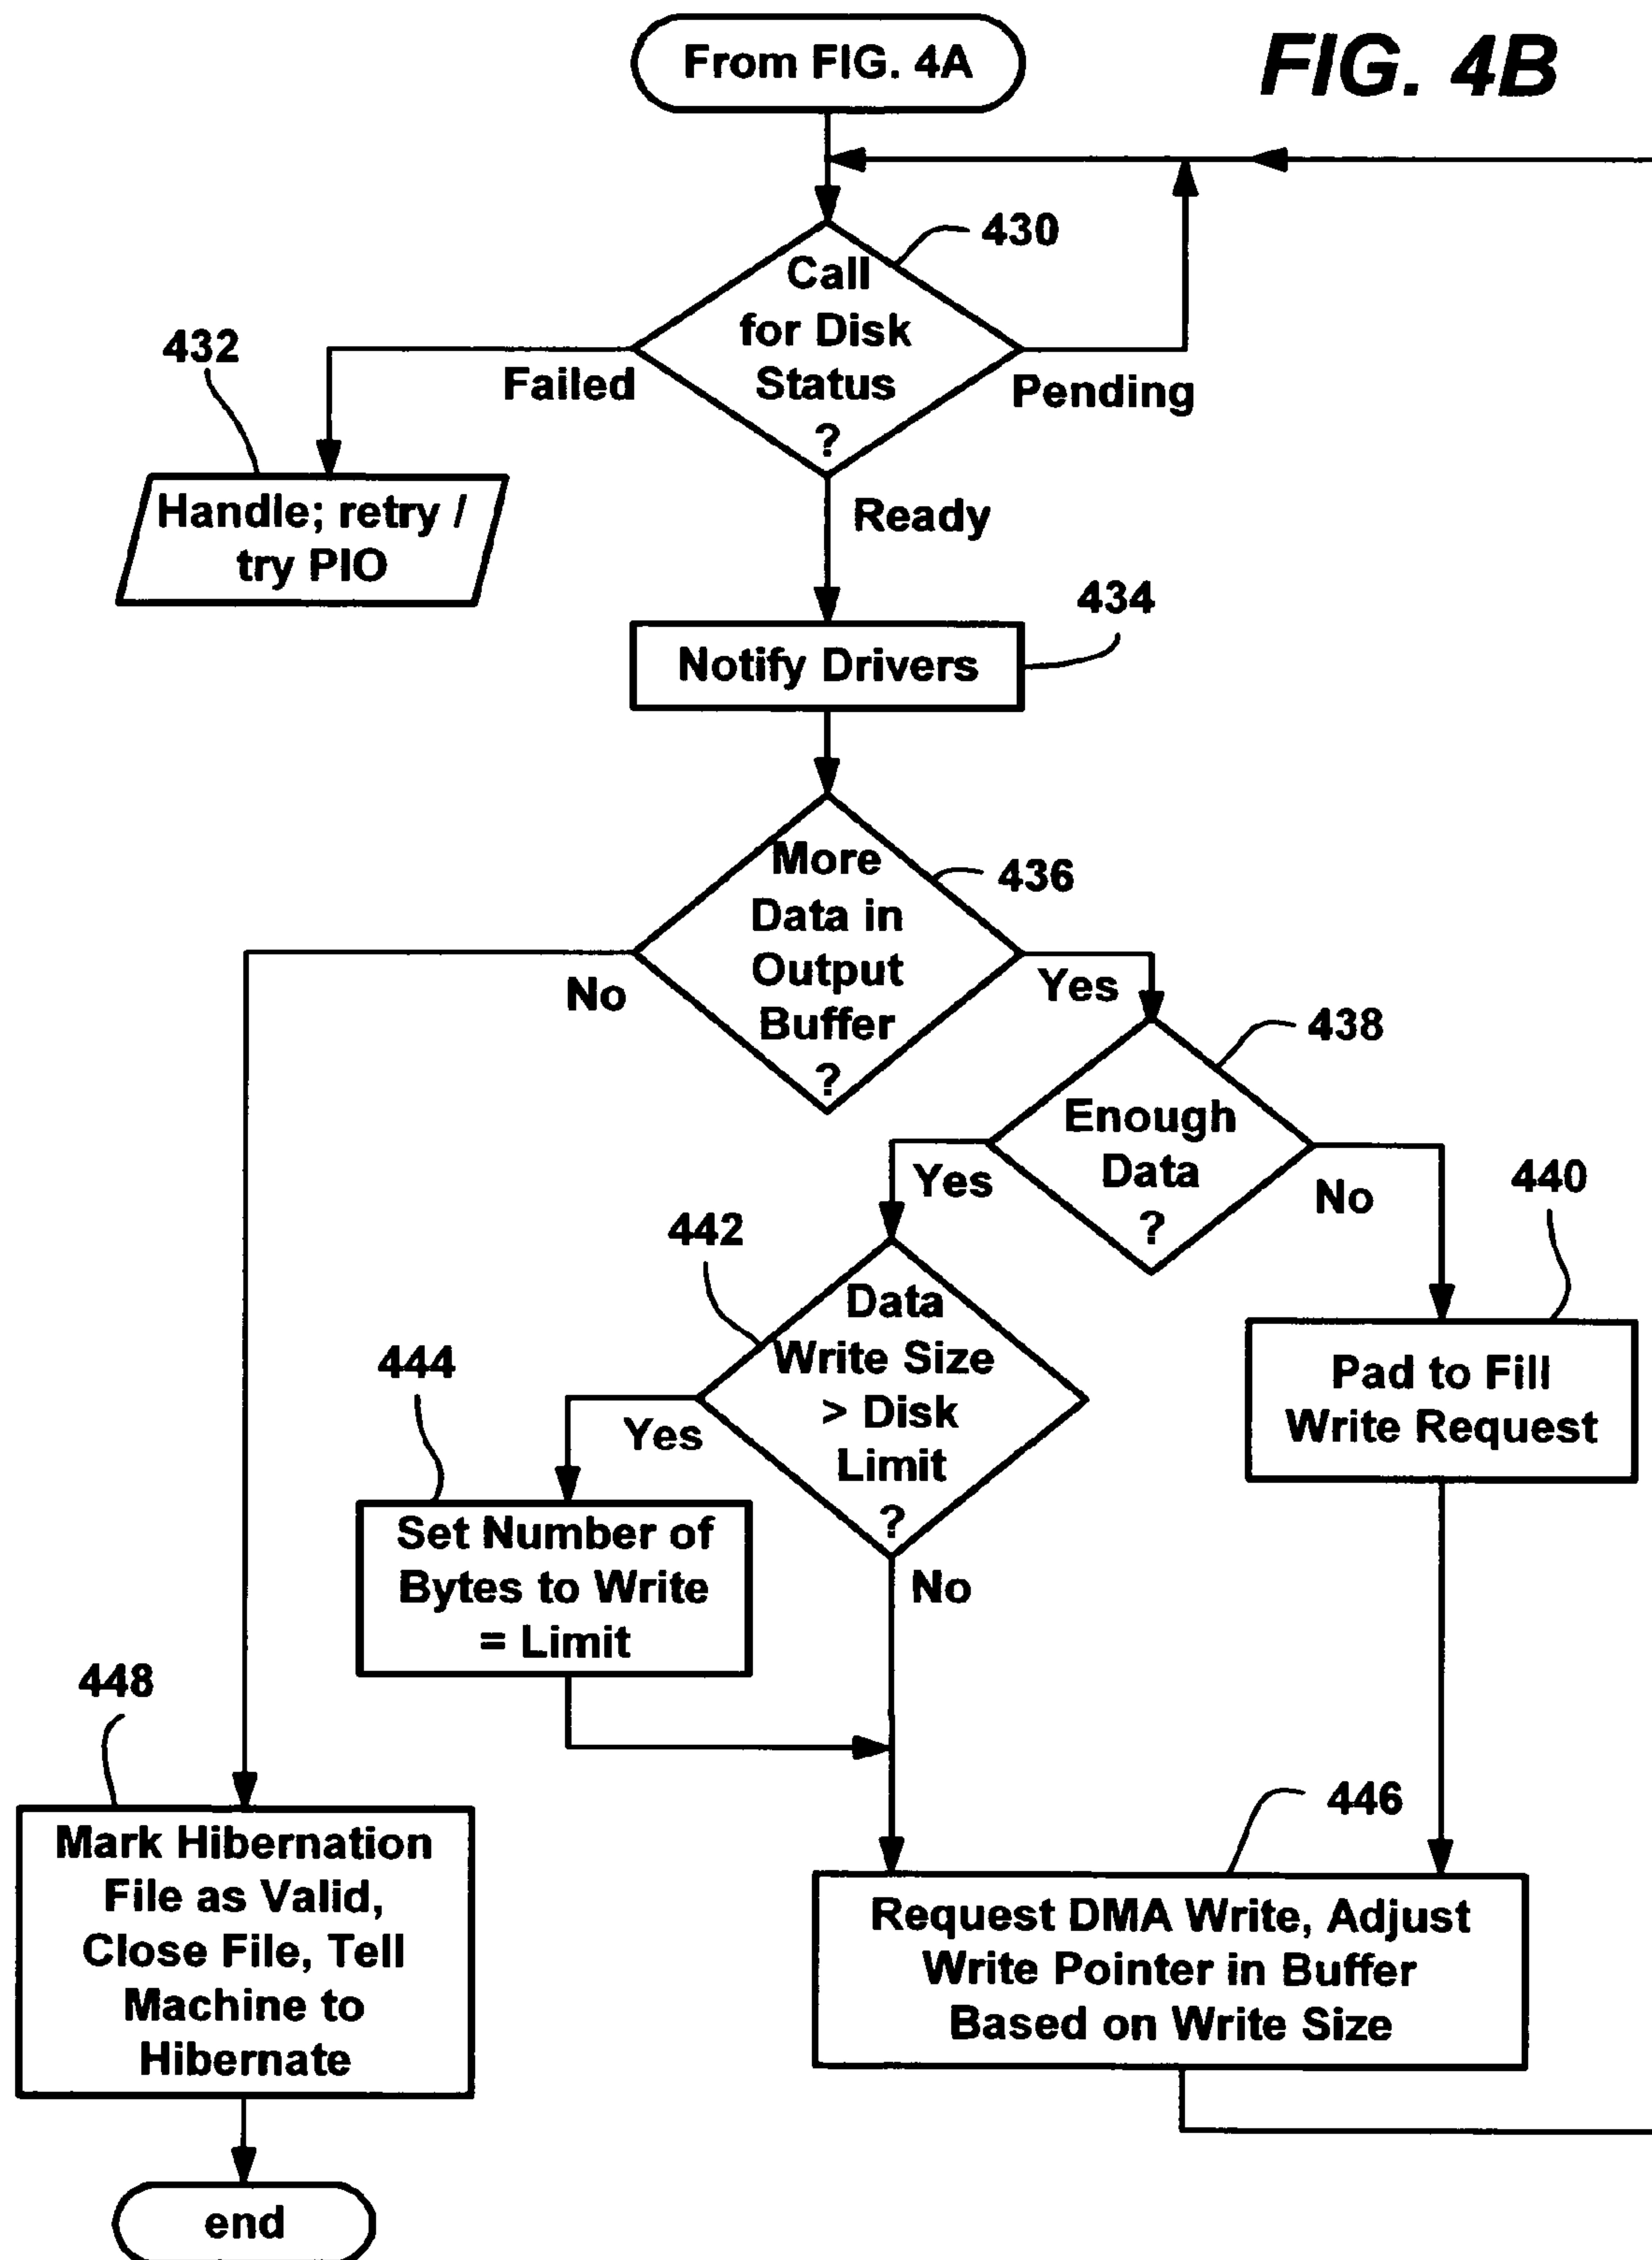 From FIG. 4A
FIG. 4B
430
Call
for Disk
Status
?
432
Failed
Pending
Handle; retry /
try PIO
Ready
434
Notify Drivers
More
Data in
Output
Buffer
?
436
No
Yes
438
Enough
Data
?
Yes
No
440
442
Data
Write Size
> Disk
Limit
?
444
Yes
Pad to Fill
Write Request
Set Number of
Bytes to Write
= Limit
No
448
446
Mark Hibernation
File as Valid,
Close File, Tell
Machine to
Hibernate
Request DMA Write, Adjust
Write Pointer in Buffer
Based on Write Size
end